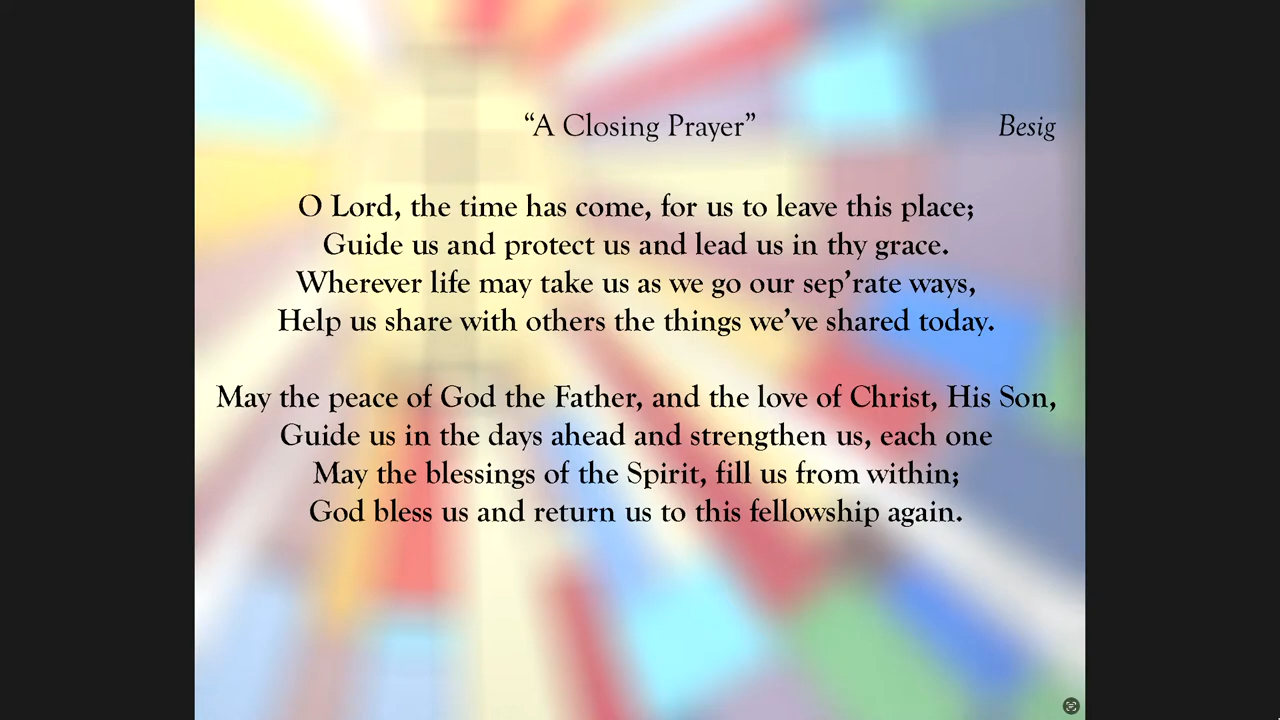 “A Closing Prayer” Besig
O Lord, the time has come, for us to leave this place;
Guide us and protect us and lead us in thy grace.
Wherever life may take us as we go our sep’rate ways,
Help us share with others the things we’ve shared today.
May the peace of God the Father, and the love of Christ, His Son,
Guide us in the days ahead and strengthen us, each one
May the blessings of the Spirit, fill us from within;
God bless us and return us to this fellowship again.